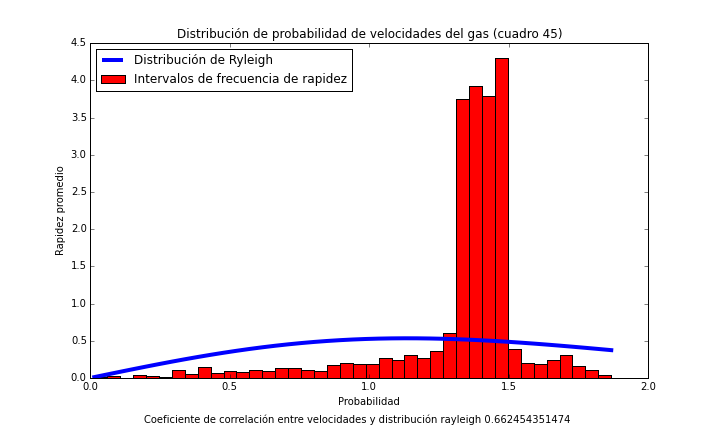 Distribución de probabilidad de velocidades del gas (cuadro 45)
Distribución de Ryleigh
Intervalos de frecuencia de rapidez
Rapidez promedio
4.5
4.0
3.5
3.0
2.5
2.0
1.5
1.0
0.5
0.0
0.0 0.5 1.0 1.5 2.0
Probabilidad
Coeficiente de correlación entre velocidades y distribución rayleigh 0.662454351474